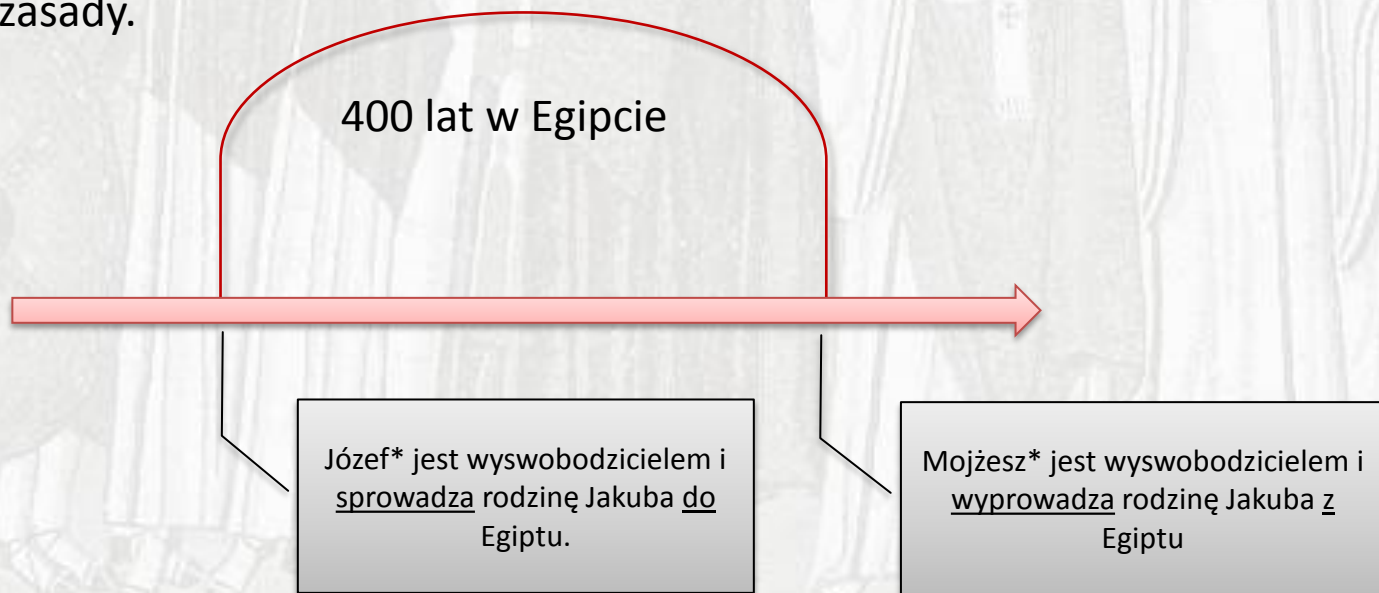 zasady.
400 lat w Egipcie
Józef* jest wyswobodzicielem i
sprowadza rodzinę Jakuba do
Egiptu.
Mojżesz* jest wyswobodzicielem i
wyprowadza rodzinę Jakuba z
Egiptu